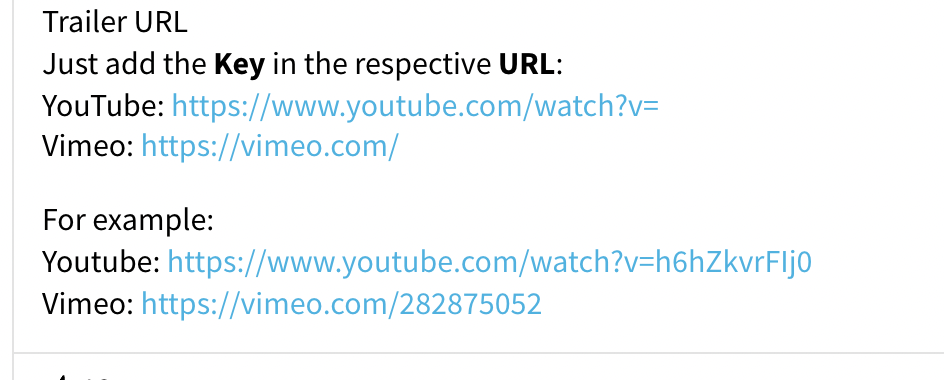 Trailer URL
Just add the Key in the respective URL:
YouTube: https://www.youtube.com/watch?v=
Vimeo: https://vimeo.com/
For example:
Youtube: https://www.youtube.com/watch?v=h6hZkvrFIj0
Vimeo: https://vimeo.com/282875052